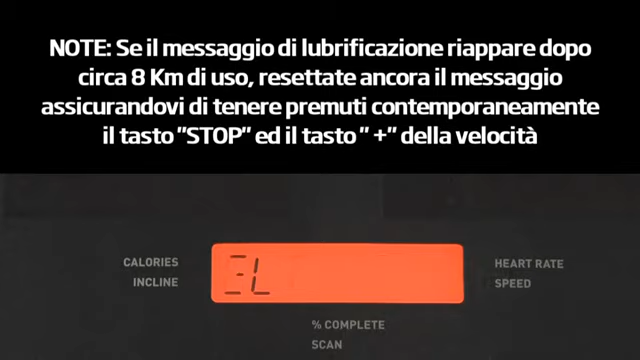 NOTE: Se il messaggio di lubrificazione riappare dopo
circa 8 Km di uso, resettate ancora il messaggio
assicurandovi di tenere premuti contemporaneamente
il tasto "STOP" ed il tasto " +" della velocità
CALORIES
HEART RATE
INCLINE
SPEED
% COMPLETE
SCAN